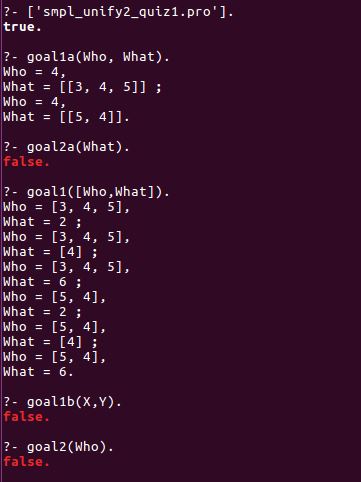 ?- ['smpl_unify2_quiz1.pro'].
true.
?- goal1a(Who, What).
Who = 4,
What = [[3, 4, 5]] ;
Who = 4,
What = [[5, 4]].
?- goal2a(What).
false.
?- goal1([Who,What]).
Who = [3, 4, 5],
What = 2 ;
Who = [3, 4, 5],
What = [4] ;
Who = [3, 4, 5],
What = 6 ;
Who = [5, 4],
What = 2 ;
Who = [5, 4],
What = [4] ;
Who = [5, 4],
What = 6.
?- goal1b(X,Y).
false.
?- goal2(Who).
false.